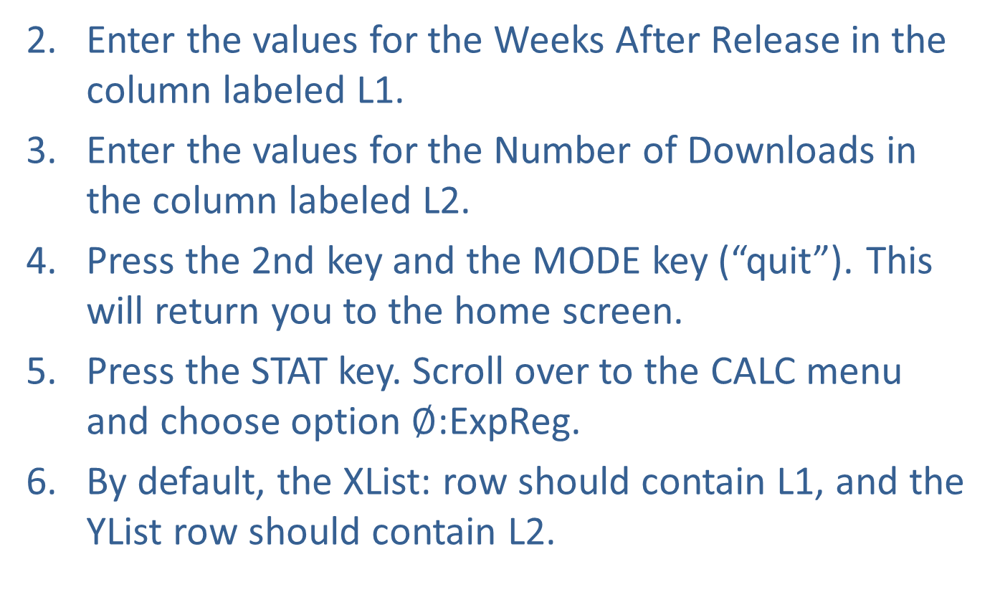 2. Enter the values for the Weeks After Release in the
column labeled L1.
3. Enter the values for the Number of Downloads in
the column labeled L2.
4. Press the 2nd key and the MODE key (“quit”). This
will return you to the home screen.
5. Press the STAT key. Scroll over to the CALC menu
and choose option Ø:ExpReg.
6. By default, the XList: row should contain L1, and the
YList row should contain L2.